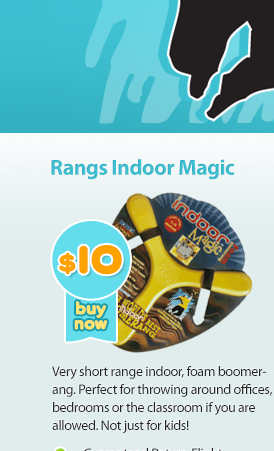 Rangs Indoor Magic
Indoor
Magic
$10
buy
now
Very short range indoor, foam boomer-
ang. Perfect for throwing around offices,
bedrooms or the classroom if you are
allowed. Not just for kids!